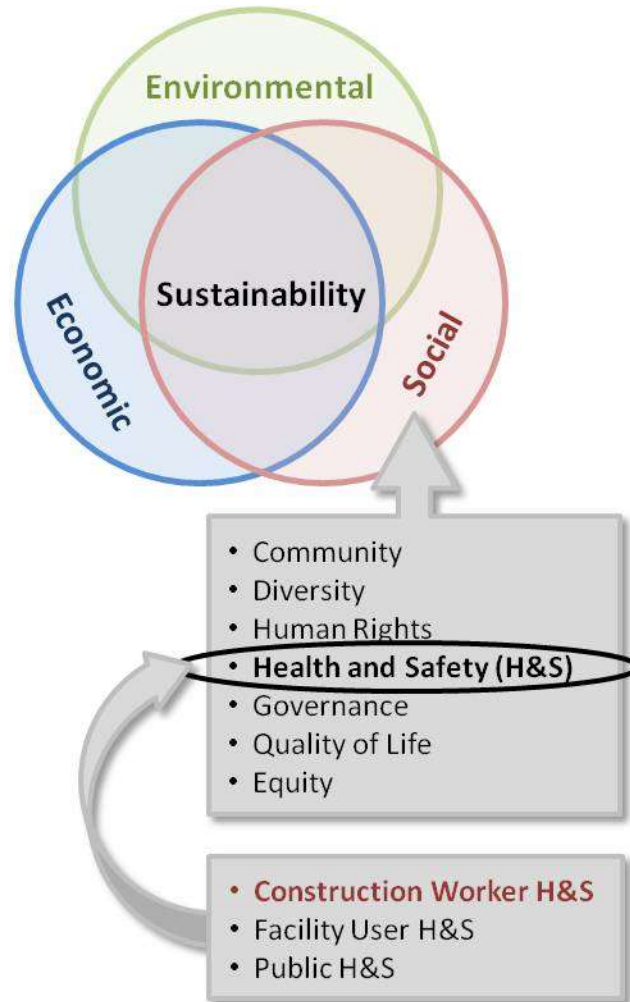 Environmental
Sustainability
Economic
Social
• Community
• Diversity
• Human Rights
• Health and Safety (H&S)
• Governance
• Quality of Life
• Equity
• Construction Worker H&S
• Facility User H&S
• Public H&S